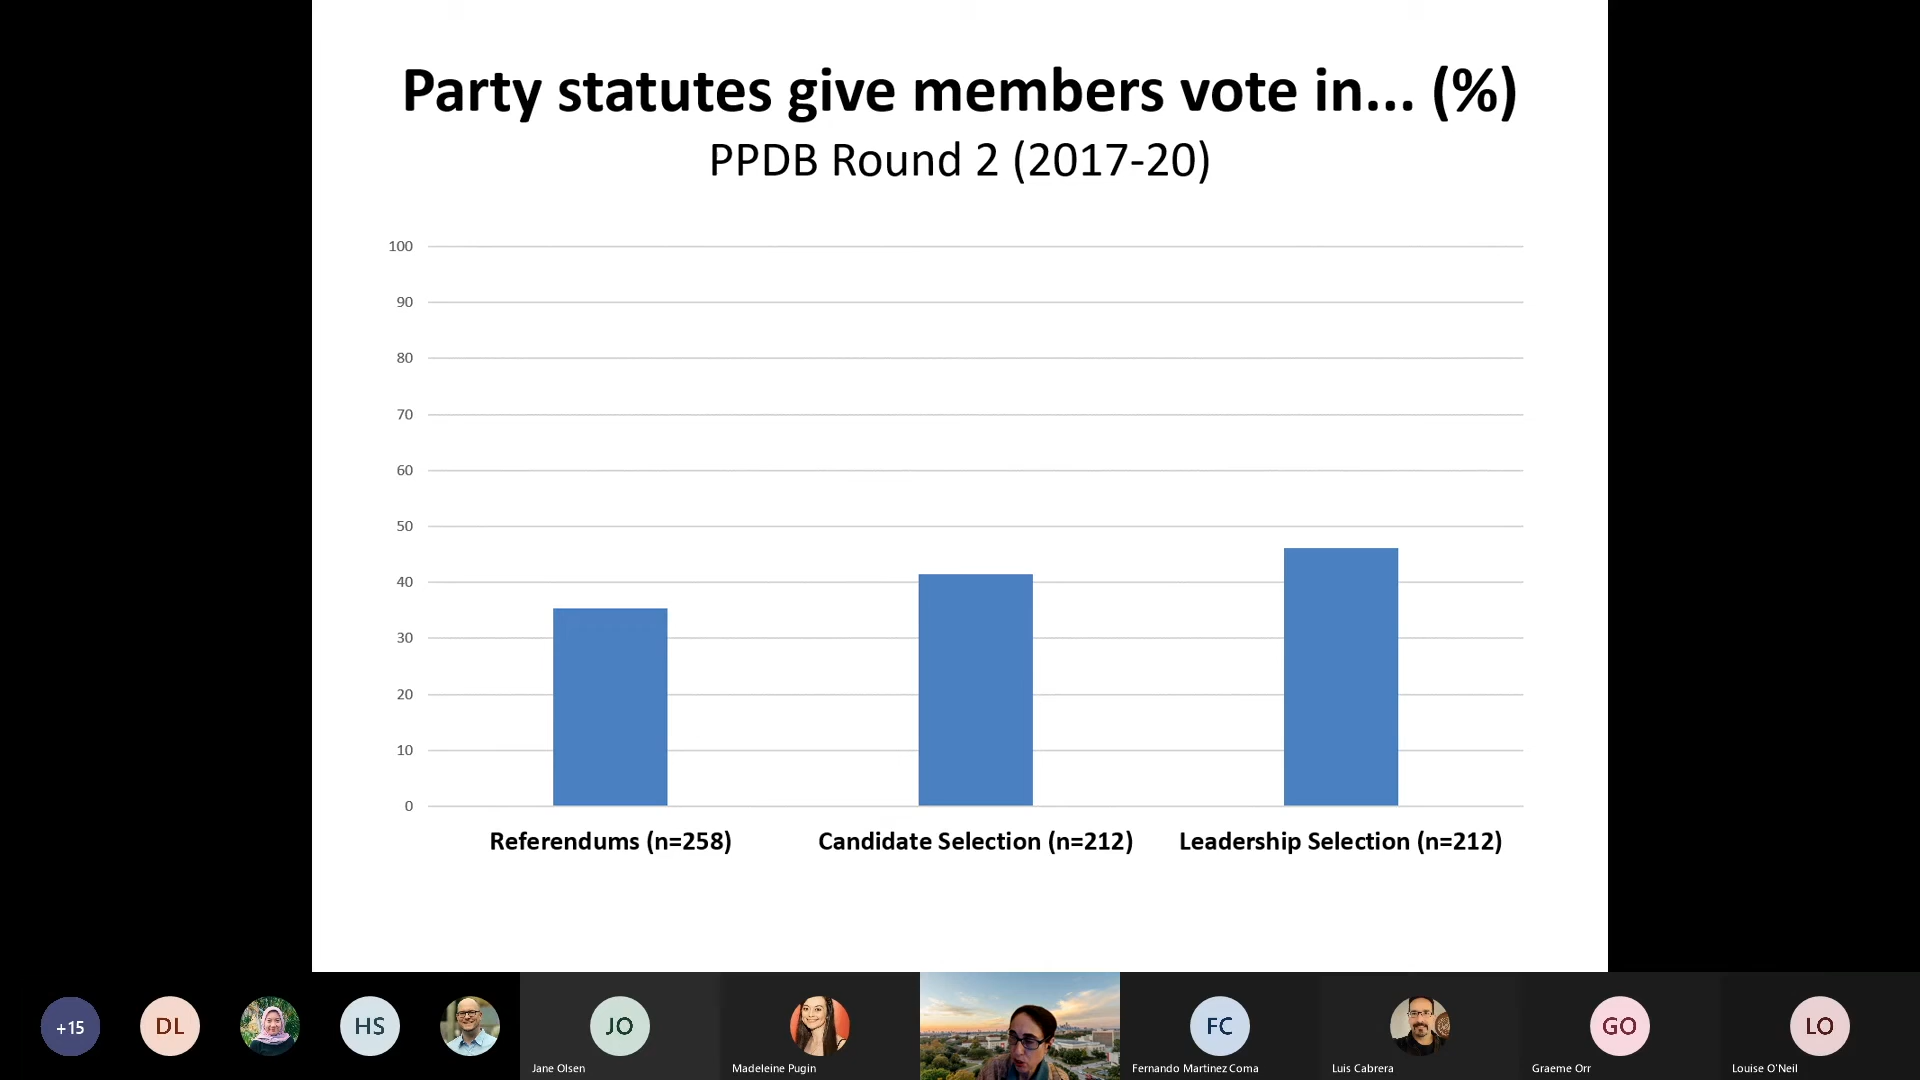 Party statutes give members vote in... (%)
PPDB Round 2 (2017-20)
100
90
80
70
60
50
40
30
20
10
0
Referendums (n=258)
Candidate Selection (n=212)
Leadership Selection (n=212)
+15
DL
HS
JO
FC
GO
LO
Jane Olsen
Madeleine Pugin
Fernando Martinez Coma
Luis Cabrera
Graeme Orr
Louise O'Neil